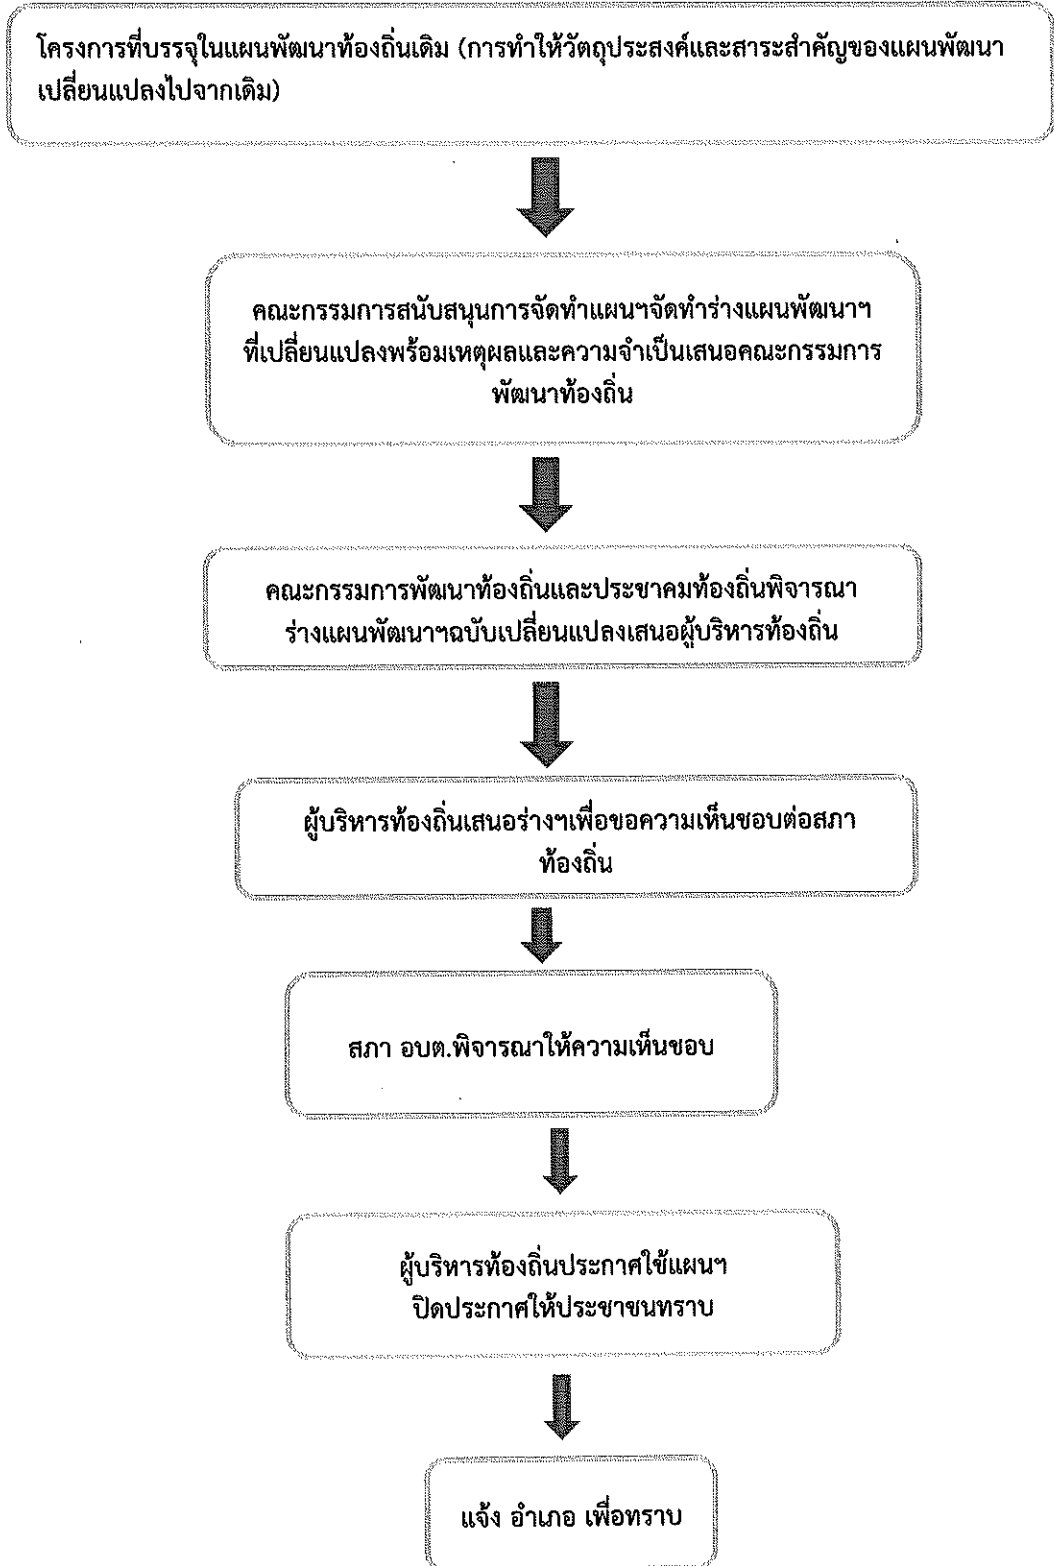 โครงการที่บรรจุในแผนพัฒนาท้องถิ่นเดิม (การทำให้วัตถุประสงค์และสาระสำคัญของแผนพัฒนา
เปลี่ยนแปลงไปจากเดิม)
คณะกรรมการสนับสนุนการจัดทำแผนฯจัดทำร่างแผนพัฒนาฯ
ที่เปลี่ยนแปลงพร้อมเหตุผลและความจำเป็นเสนอคณะกรรมการ
พัฒนาท้องถิ่น
คณะกรรมการพัฒนาท้องถิ่นและประชาคมท้องถิ่นพิจารณา
ร่างแผนพัฒนาฯฉบับเปลี่ยนแปลงเสนอผู้บริหารท้องถิ่น
ผู้บริหารท้องถิ่นเสนอร่างฯเพื่อขอความเห็นชอบต่อสภา
ท้องถิ่น
สภา อบต.พิจารณาให้ความเห็นชอบ
ผู้บริหารท้องถิ่นประกาศใช้แผนฯ
ปิดประกาศให้ประชาชนทราบ
แจ้ง อำเภอ เพื่อทราบ